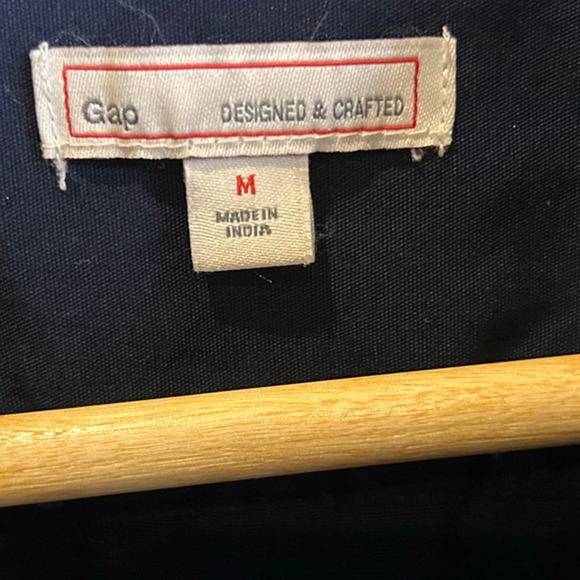 Gap DESIGNED & CRAFTED
M
MADE IN
INDIA